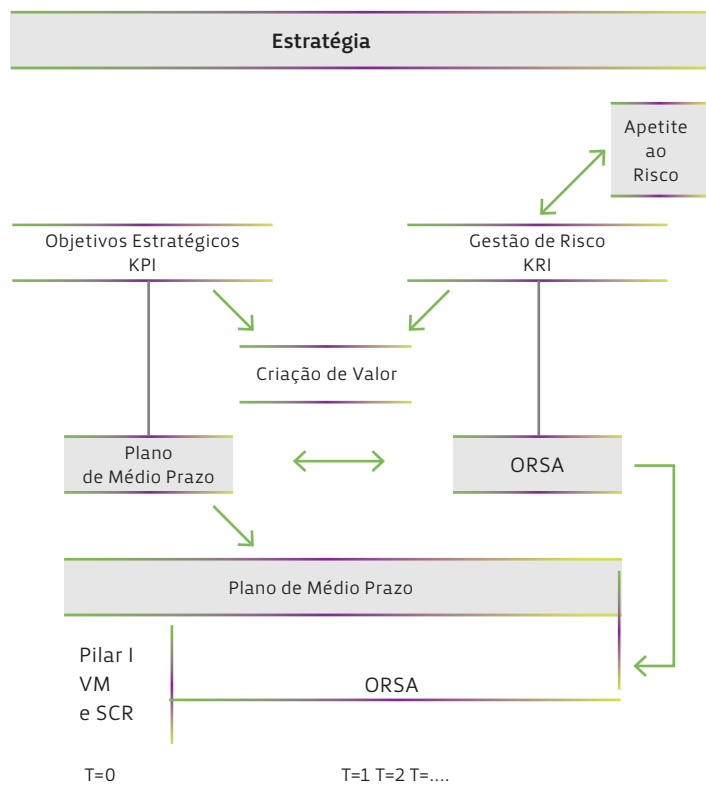 Estratégia
Apetite
ao
Risco
Objetivos Estratégicos
KPI
Gestão de Risco
KRI
Criação de Valor
Plano
de Médio Prazo
ORSA
Plano de Médio Prazo
Pilar I
VM
e SCR
ORSA
T=0
T=1 T=2 T=....